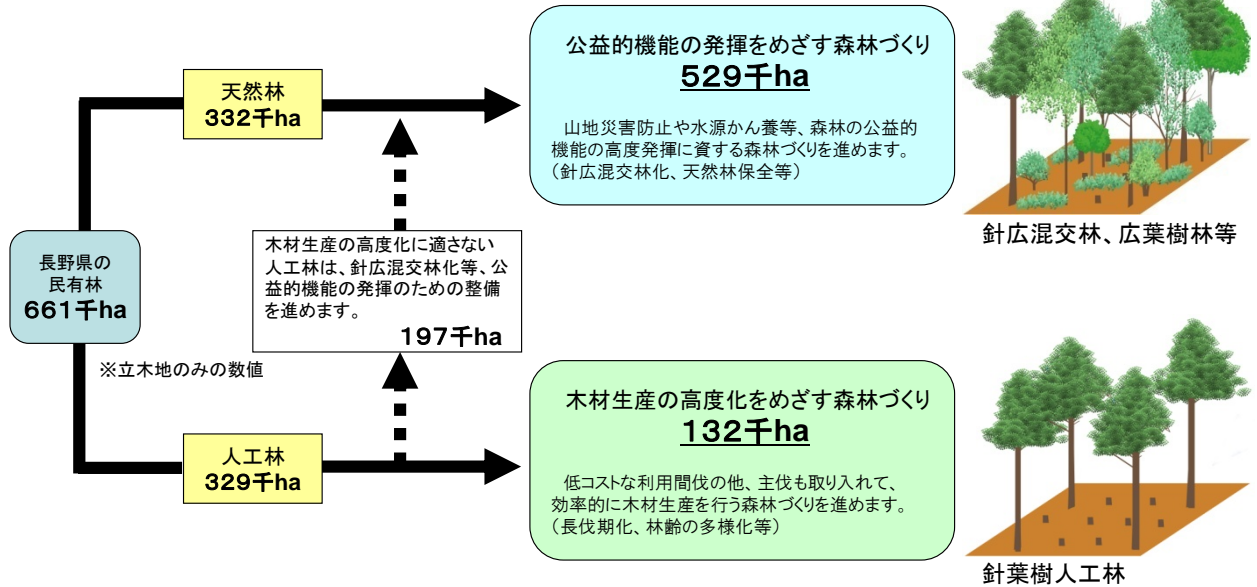 公益的機能の発揮をめざす森林づくり
529千ha
山地災害防止や水源かん養等、森林の公益的
機能の高度発揮に資する森林づくりを進めます。
（針広混交林化、天然林保全等）
針広混交林、広葉樹林等
天然林
332千ha
長野県の
民有林
661千ha
※立木地のみの数値
木材生産の高度化に適さない
人工林は、針広混交林化等、公
益的機能の発揮のための整備
を進めます。
197千ha
人工林
329千ha
木材生産の高度化をめざす森林づくり
132千ha
低コストな利用間伐の他、主伐も取り入れて、
効率的に木材生産を行う森林づくりを進めます。
（長伐期化、林齢の多様化等）
針葉樹人工林